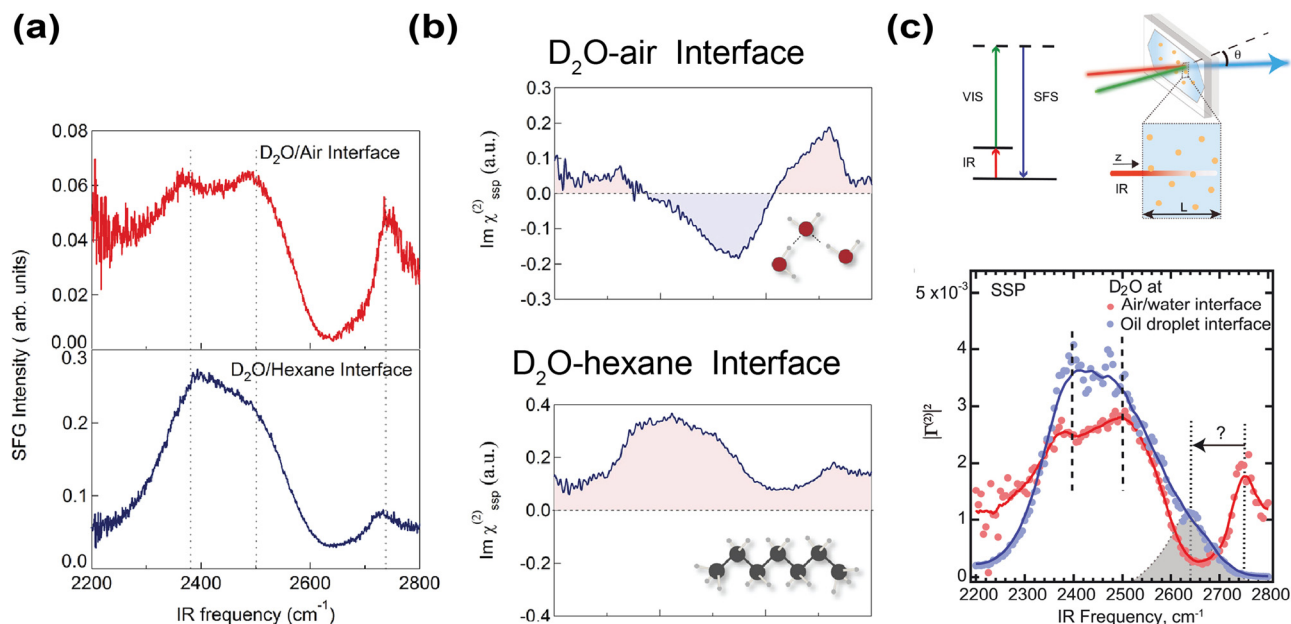 (a)
0.08
0.06
0.04
0.02
0.00
D₂O/Air Interface
0.3
0.2
0.1
0.0
D₂O/Hexane Interface
SFG Intensity ( arb. units)
2200 2400 2600 2800
IR frequency (cm⁻¹)
(b)
D₂O-air Interface
0.3
0.2
0.1
0.0
-0.1
-0.2
-0.3
Im χ⁽²⁾ssp (a.u.)
D₂O-hexane Interface
0.4
0.2
0.0
-0.2
-0.4
Im χ⁽²⁾ssp (a.u.)
(c)
VIS
SFS
IR
θ
z
IR
L
5 x10⁻³
4
3
2
1
0
SSP
D₂O at
Air/water interface
Oil droplet interface
?
|Γ⁽²⁾|²
2200 2300 2400 2500 2600 2700 2800
IR Frequency, cm⁻¹